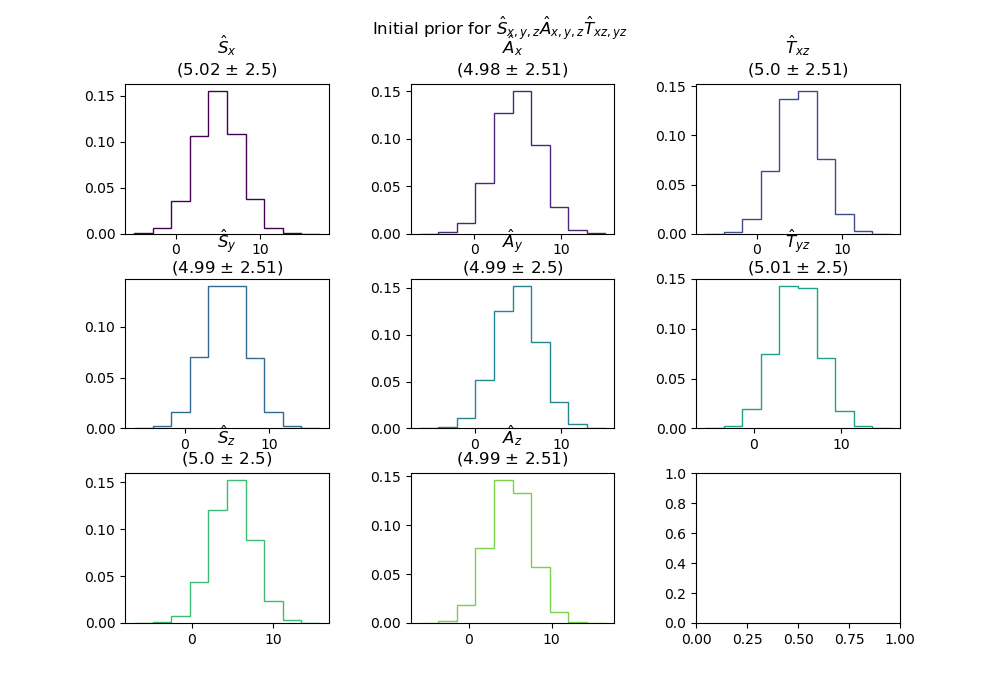 Initial prior for Ŝx,y,zÂx,y,zT̂xz,yz
Ŝx
(5.02 ± 2.5)
0.15
0.10
0.05
0.00
0 10
Âx
(4.98 ± 2.51)
0.15
0.10
0.05
0.00
0 10
T̂xz
(5.0 ± 2.51)
0.15
0.10
0.05
0.00
0 10
Ŝy
(4.99 ± 2.51)
0.10
0.05
0.00
0 10
Ây
(4.99 ± 2.5)
0.15
0.10
0.05
0.00
0 10
T̂yz
(5.01 ± 2.5)
0.15
0.10
0.05
0.00
0 10
Ŝz
(5.0 ± 2.5)
0.15
0.10
0.05
0.00
0 10
Âz
(4.99 ± 2.51)
0.15
0.10
0.05
0.00
0 10
1.0
0.8
0.6
0.4
0.2
0.0
0.00 0.25 0.50 0.75 1.00